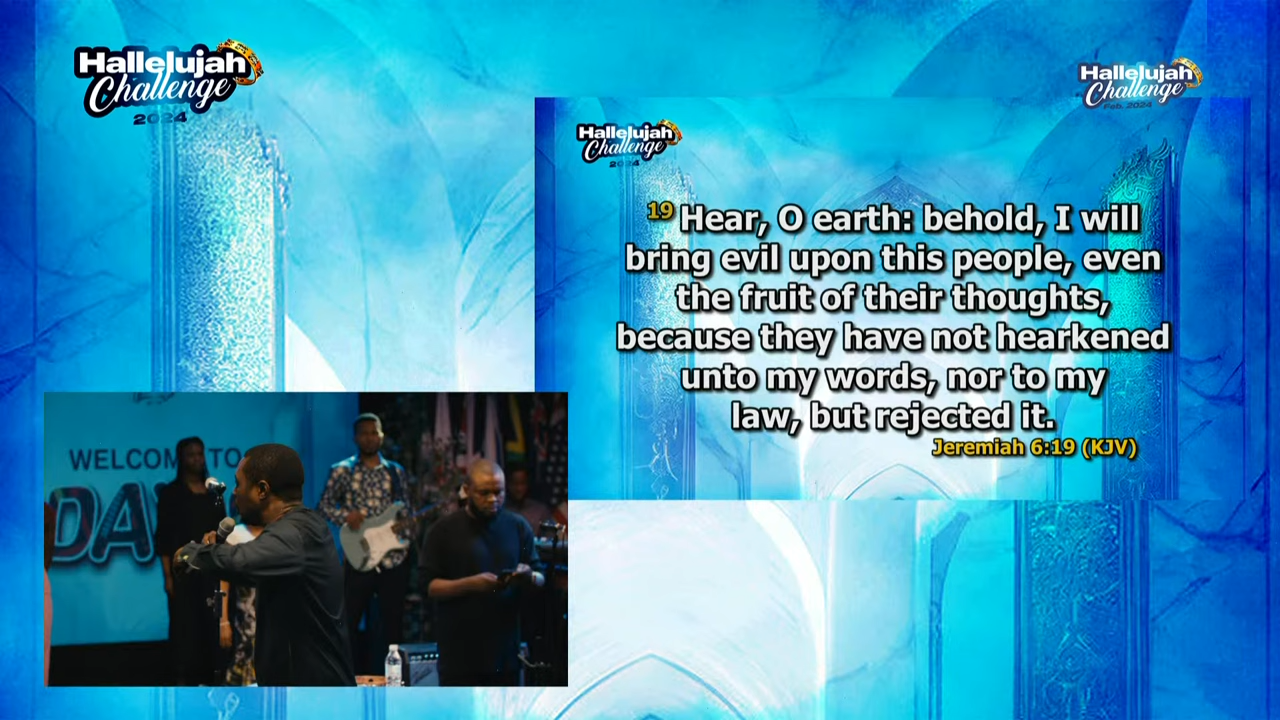 Hallelujah
Challenge
2024
Hallelujah
Challenge
Feb. 2024
Hallelujah
Challenge
2024
19 Hear, O earth: behold, I will
bring evil upon this people, even
the fruit of their thoughts,
because they have not hearkened
unto my words, nor to my
law, but rejected it.
Jeremiah 6:19 (KJV)
WELCOM TO
DA